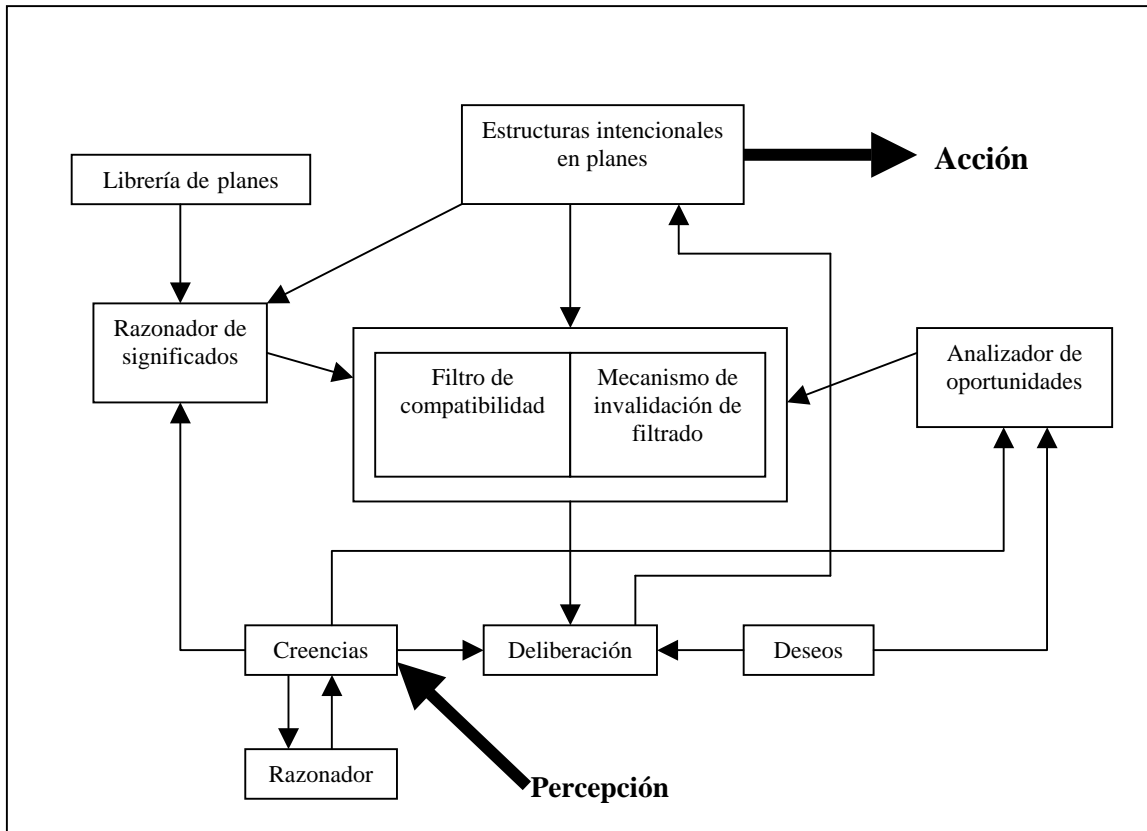 Estructuras intencionales
en planes
Acción
Librería de planes
Razonador de
significados
Filtro de
compatibilidad
Mecanismo de
invalidación de
filtrado
Analizador de
oportunidades
Creencias
Deliberación
Deseos
Razonador
Percepción